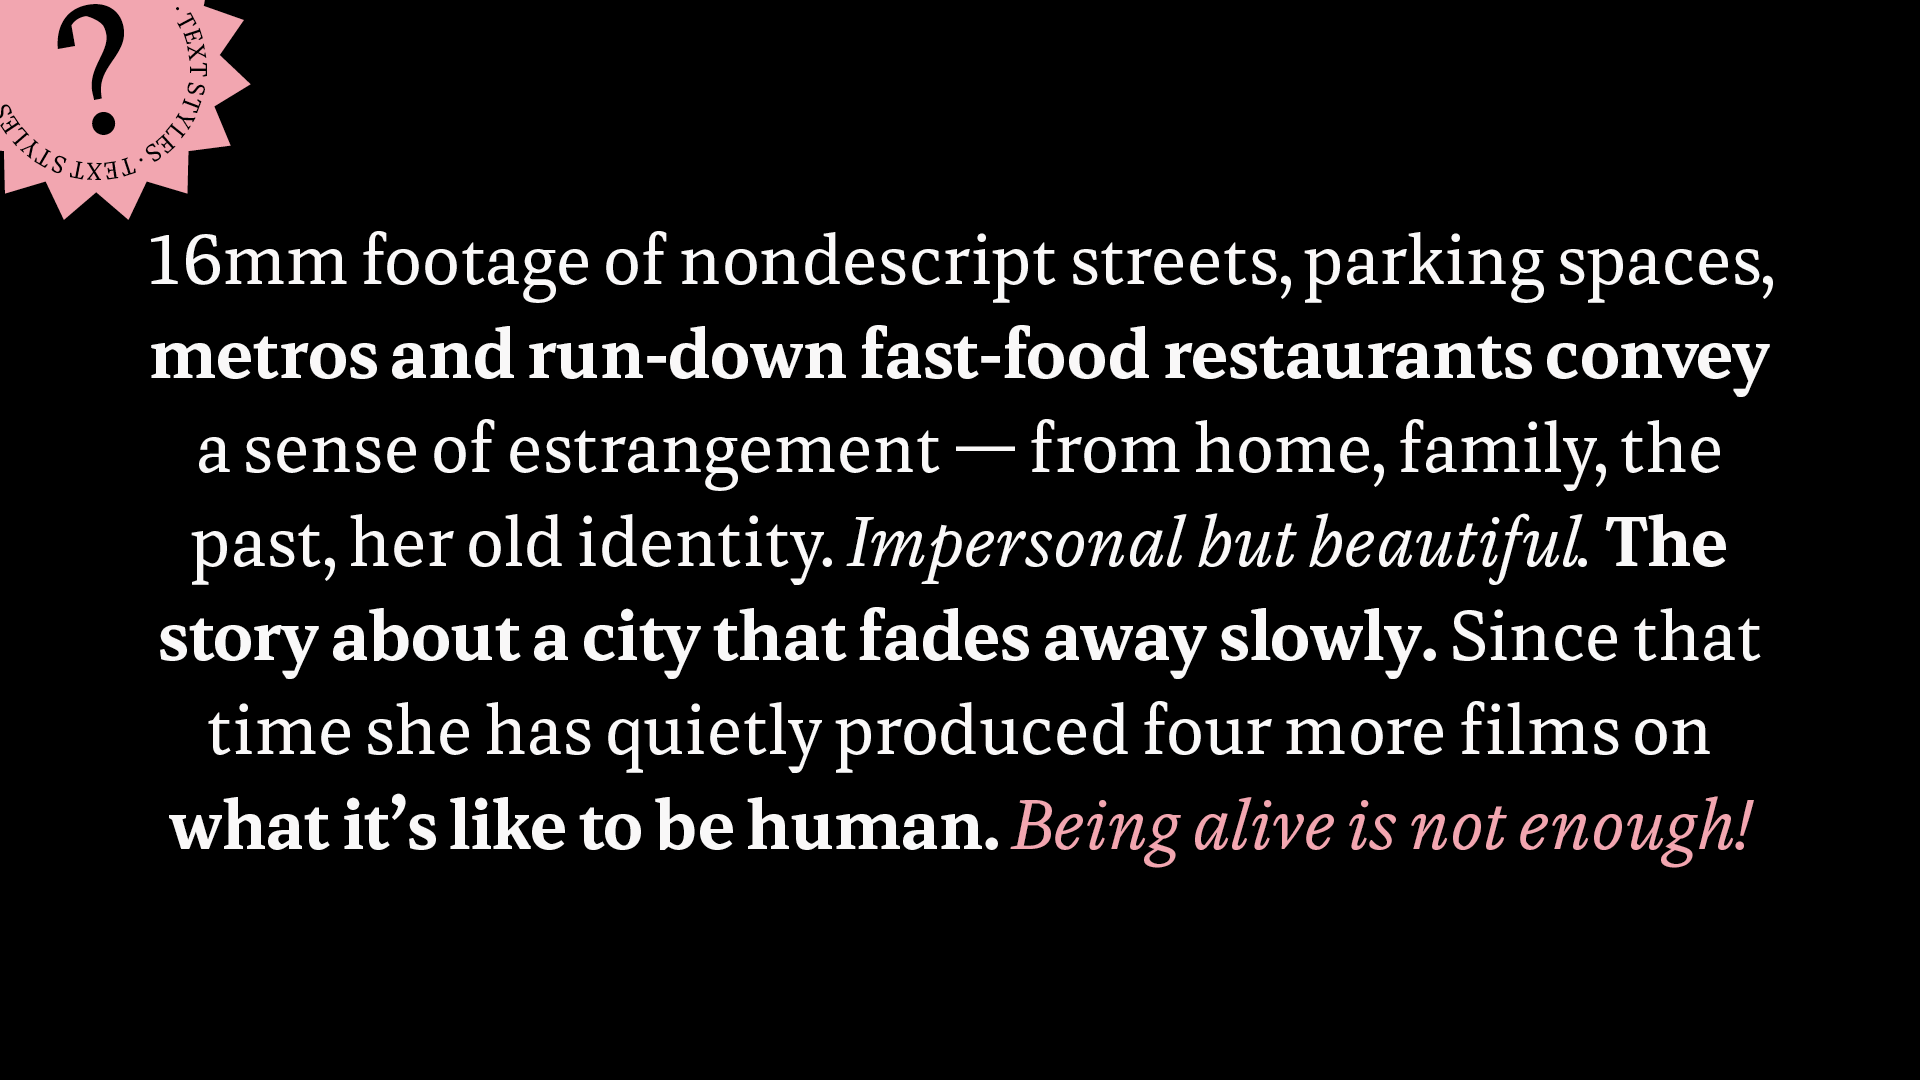 ?
· TEXT STYLES · TEXT STYLES
16mm footage of nondescript streets, parking spaces,
metros and run-down fast-food restaurants convey
a sense of estrangement — from home, family, the
past, her old identity. Impersonal but beautiful. The
story about a city that fades away slowly. Since that
time she has quietly produced four more films on
what it’s like to be human. Being alive is not enough!